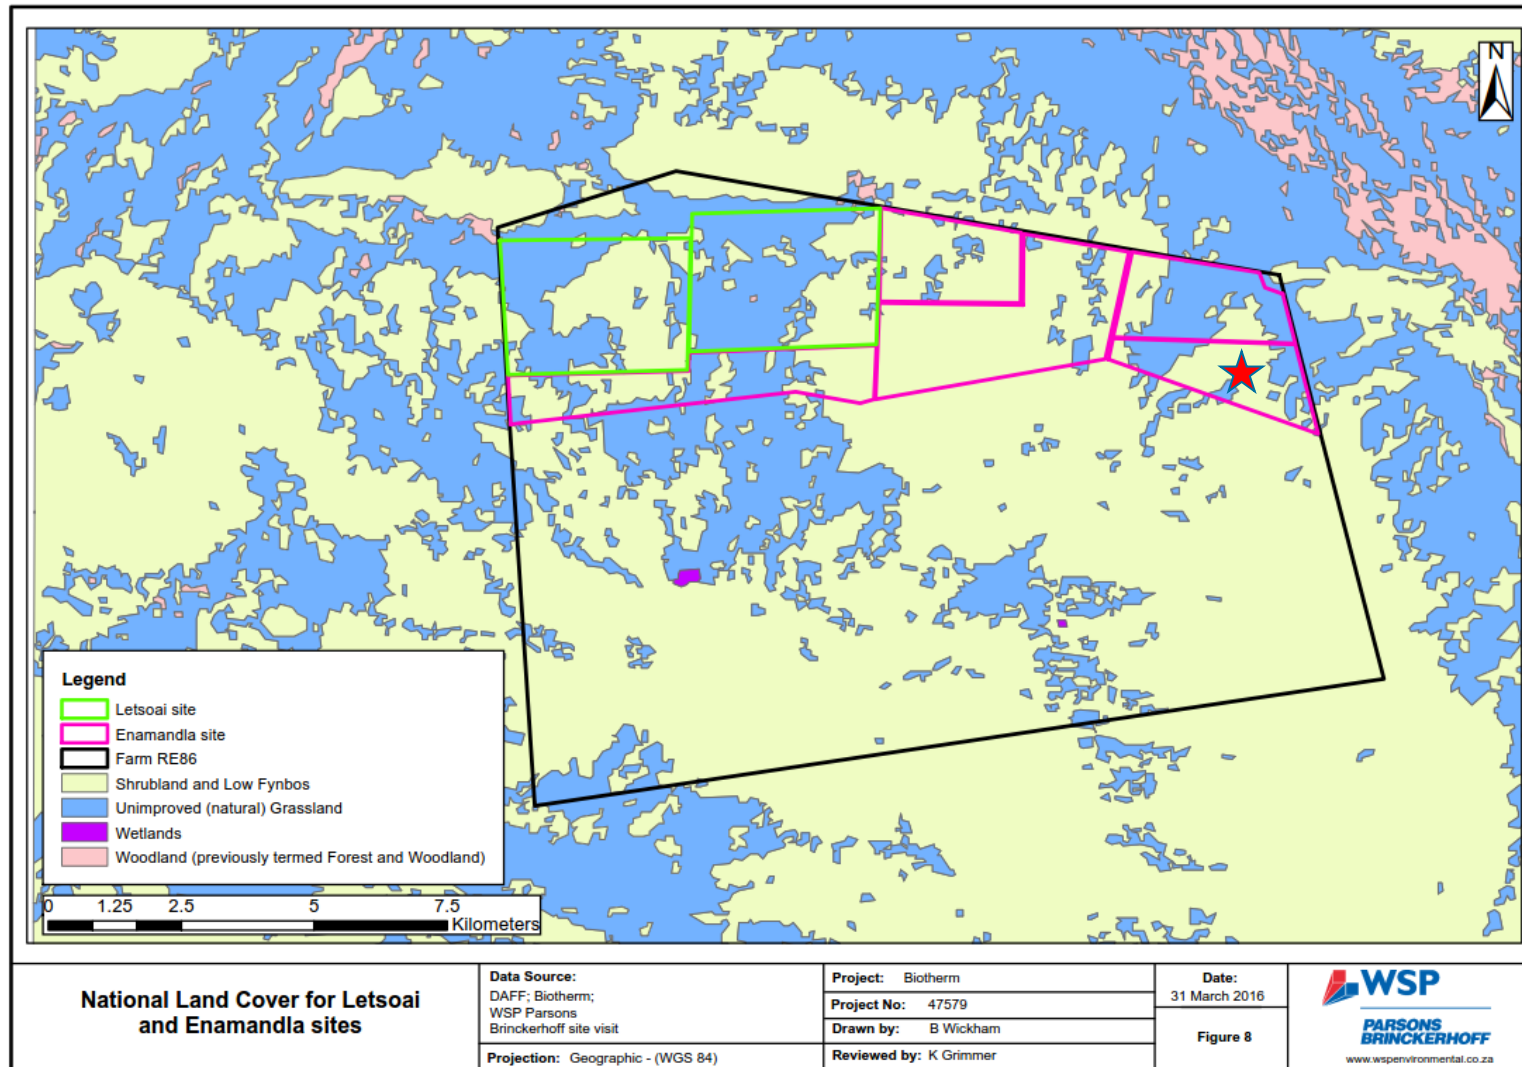 N
Legend
Letsoai site
Enamandla site
Farm RE86
Shrubland and Low Fynbos
Unimproved (natural) Grassland
Wetlands
Woodland (previously termed Forest and Woodland)
0 1.25 2.5 5 7.5
Kilometers
National Land Cover for Letsoai
and Enamandla sites
Data Source:
DAFF; Biotherm;
WSP Parsons
Brinckerhoff site visit
Projection: Geographic - (WGS 84)
Project: Biotherm
Project No: 47579
Drawn by: B Wickham
Reviewed by: K Grimmer
Date:
31 March 2016
Figure 8
WSP
PARSONS
BRINCKERHOFF
www.wspenvironmental.co.za